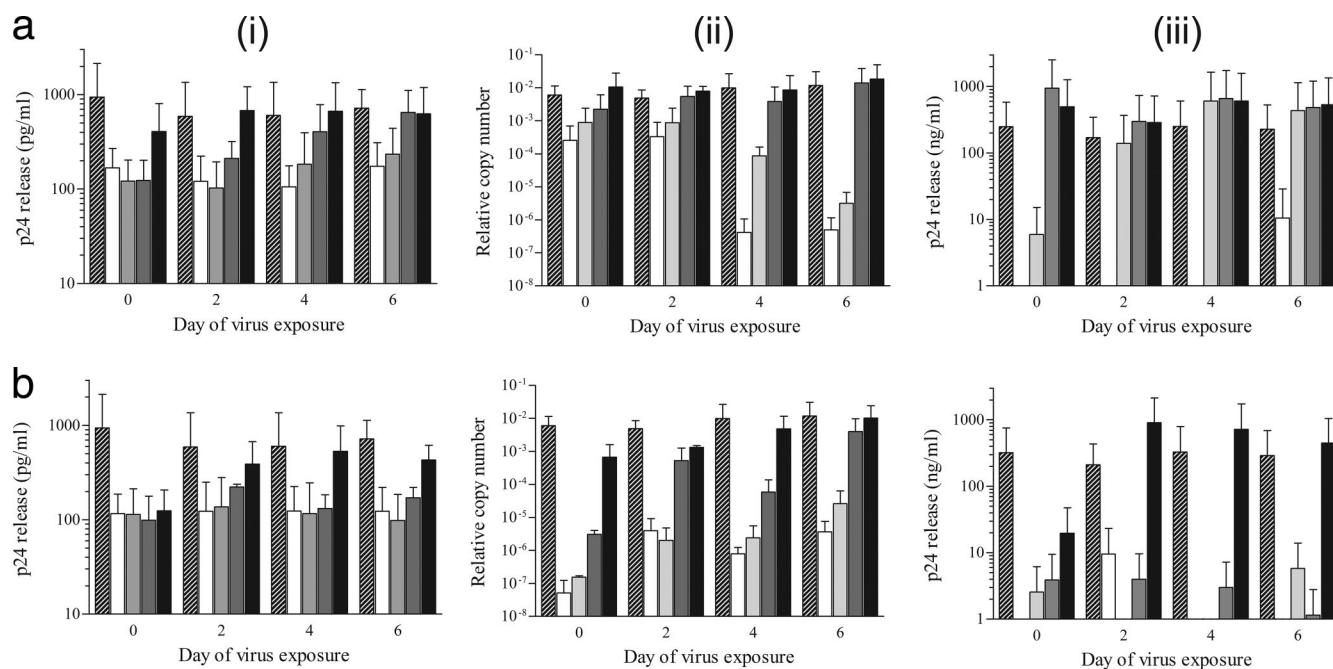 a
(i)
(ii)
(iii)
p24 release (pg/ml)
1000
100
10
0 2 4 6
Day of virus exposure
Relative copy number
10-1
10-2
10-3
10-4
10-5
10-6
10-7
10-8
0 2 4 6
Day of virus exposure
p24 release (ng/ml)
1000
100
10
1
0 2 4 6
Day of virus exposure
b
p24 release (pg/ml)
1000
100
10
0 2 4 6
Day of virus exposure
Relative copy number
10-1
10-2
10-3
10-4
10-5
10-6
10-7
10-8
0 2 4 6
Day of virus exposure
p24 release (ng/ml)
1000
100
10
1
0 2 4 6
Day of virus exposure